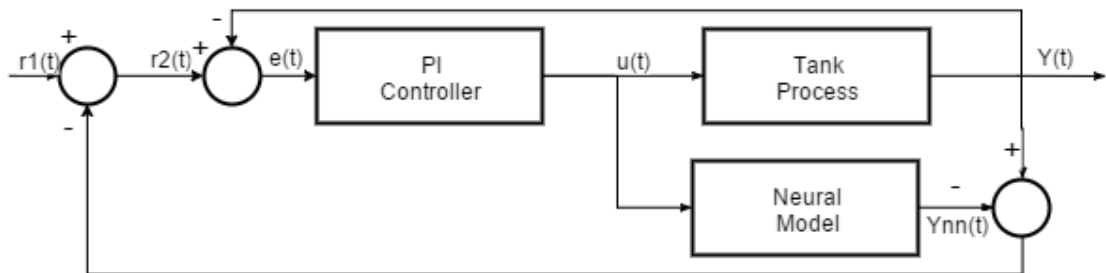 -
+
r1(t)
r2(t)
+
e(t)
PI
Controller
u(t)
Tank
Process
Y(t)
-
+
Neural
Model
-
Ynn(t)